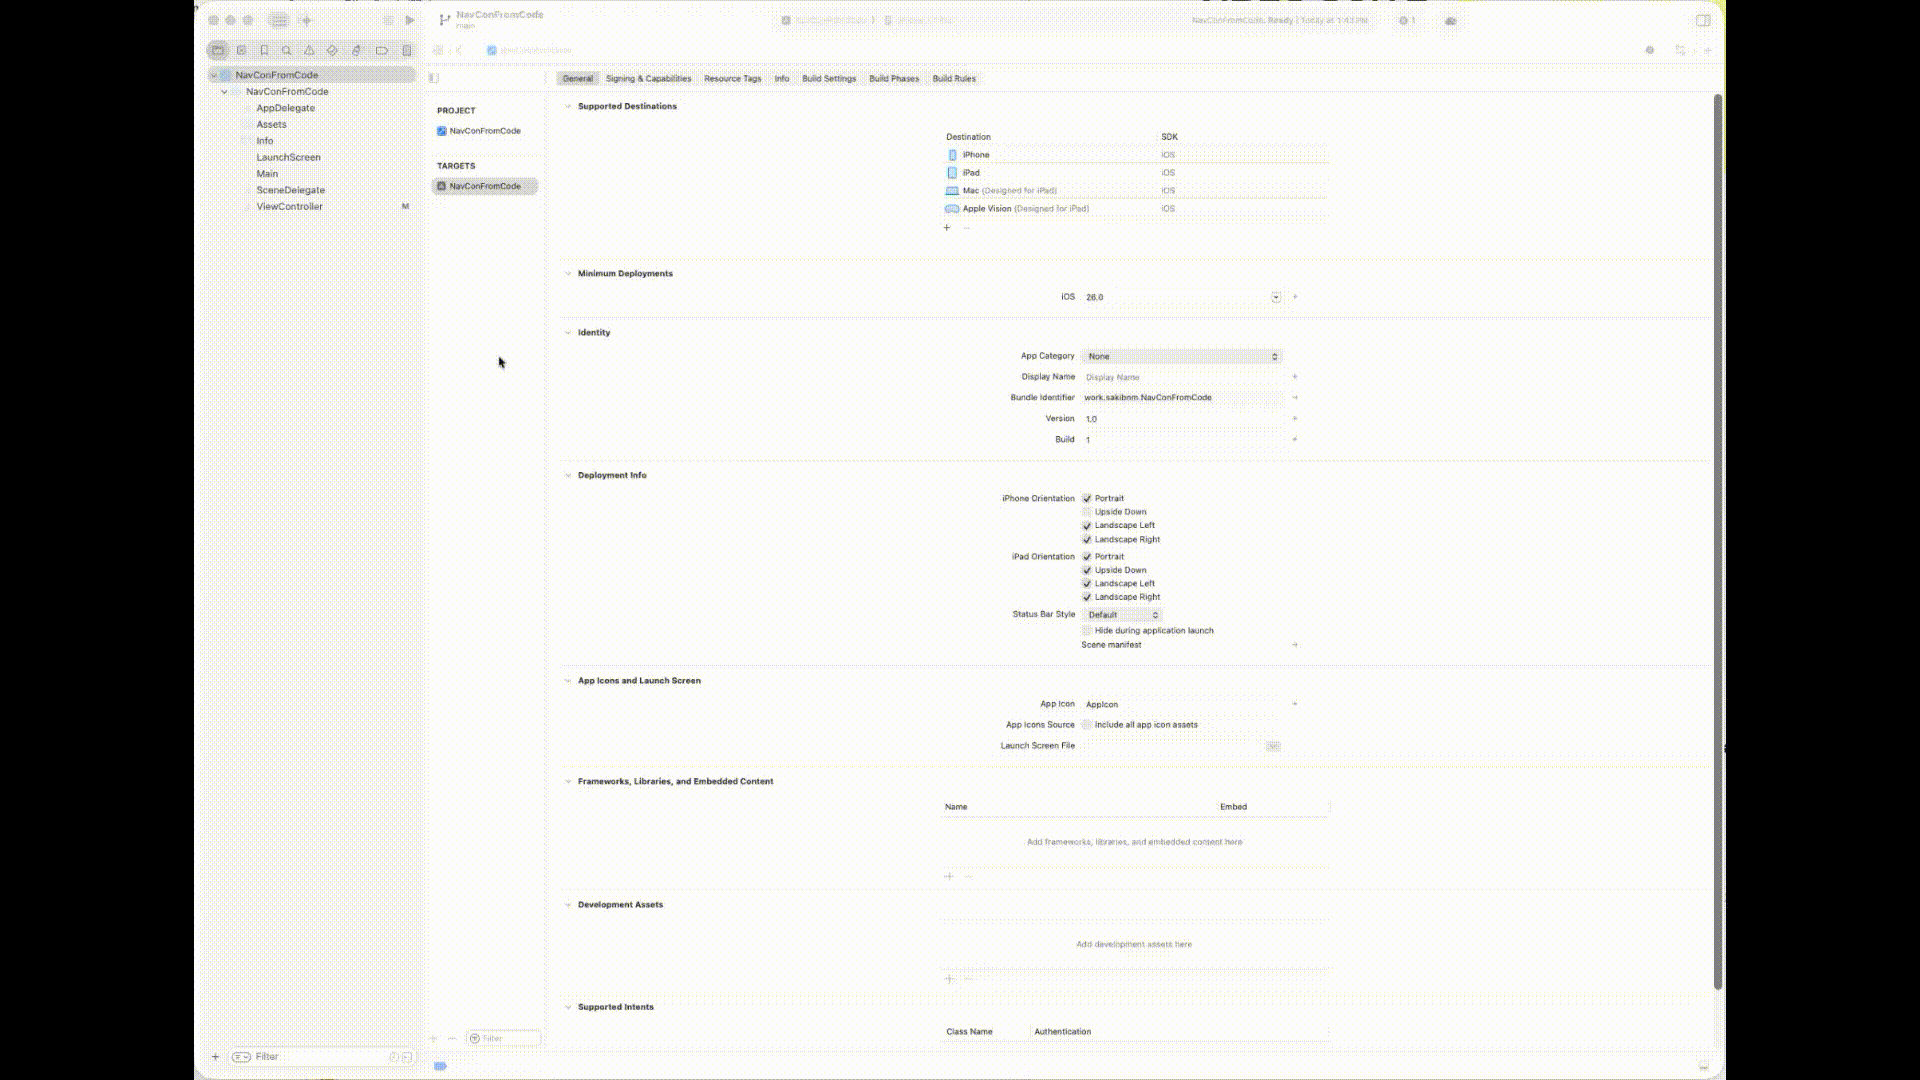 NavConFromCode
main
NavConFromCode: Ready | Today at 1:43 PM
1
NavConFromCode
NavConFromCode
AppDelegate
Assets
Info
LaunchScreen
Main
SceneDelegate
ViewController M
Filter
PROJECT
NavConFromCode
TARGETS
NavConFromCode
Filter
General Signing & Capabilities Resource Tags Info Build Settings Build Phases Build Rules
Supported Destinations
Destination SDK
iPhone iOS
iPad iOS
Mac (Designed for iPad) iOS
Apple Vision (Designed for iPad) iOS
Minimum Deployments
iOS 26.0
Identity
App Category None
Display Name Display Name
Bundle Identifier work.sakibnm.NavConFromCode
Version 1.0
Build 1
Deployment Info
iPhone Orientation Portrait
Upside Down
Landscape Left
Landscape Right
iPad Orientation Portrait
Upside Down
Landscape Left
Landscape Right
Status Bar Style Default
Hide during application launch
Scene manifest
App Icons and Launch Screen
App Icon AppIcon
App Icons Source Include all app icon assets
Launch Screen File
Frameworks, Libraries, and Embedded Content
Name Embed
Add frameworks, libraries, and embedded content here
Development Assets
Add development assets here
Supported Intents
Class Name Authentication